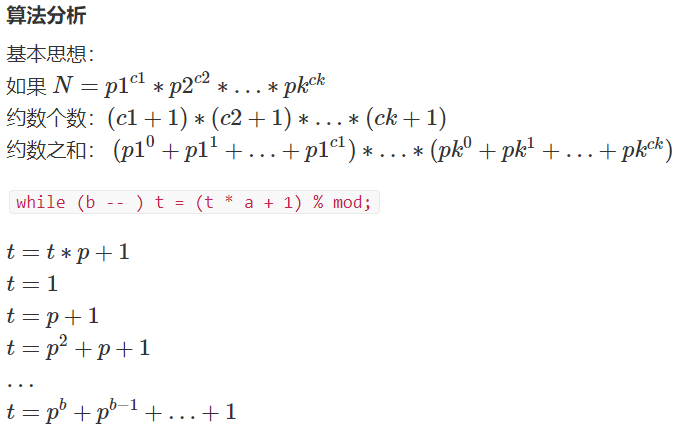 算法分析
基本思想：
如果 $N = p1^{c1} * p2^{c2} * \ldots * pk^{ck}$
约数个数：$(c1 + 1) * (c2 + 1) * \ldots * (ck + 1)$
约数之和： $(p1^0 + p1^1 + \ldots + p1^{c1}) * \ldots * (pk^0 + pk^1 + \ldots + pk^{ck})$
while (b -- ) t = (t * a + 1) % mod;
$t = t * p + 1$
$t = 1$
$t = p + 1$
$t = p^2 + p + 1$
$\ldots$
$t = p^b + p^{b-1} + \ldots + 1$